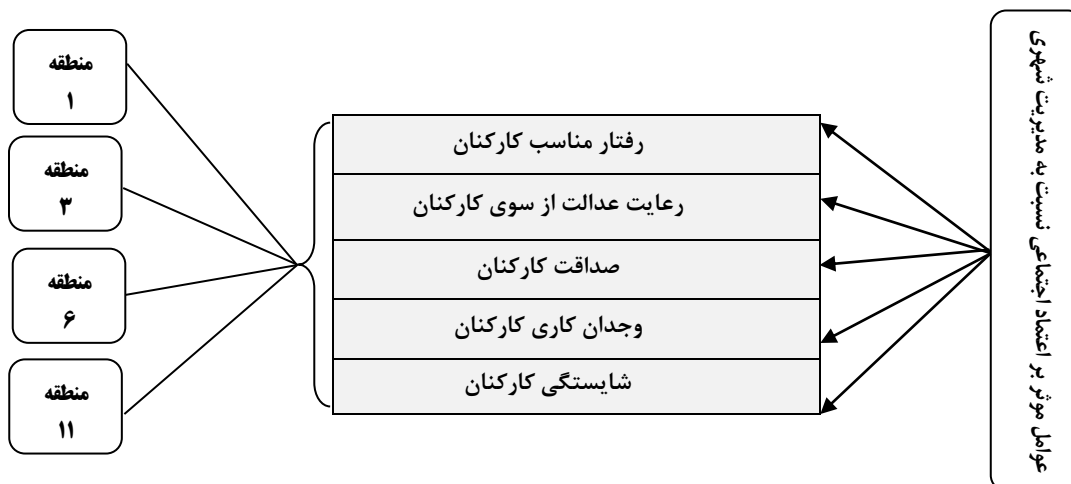 عوامل موثر بر اعتماد اجتماعی نسبت به مدیریت شهری
رفتار مناسب کارکنان
رعایت عدالت از سوی کارکنان
صداقت کارکنان
وجدان کاری کارکنان
شایستگی کارکنان
منطقه
۱
منطقه
۳
منطقه
۶
منطقه
۱۱